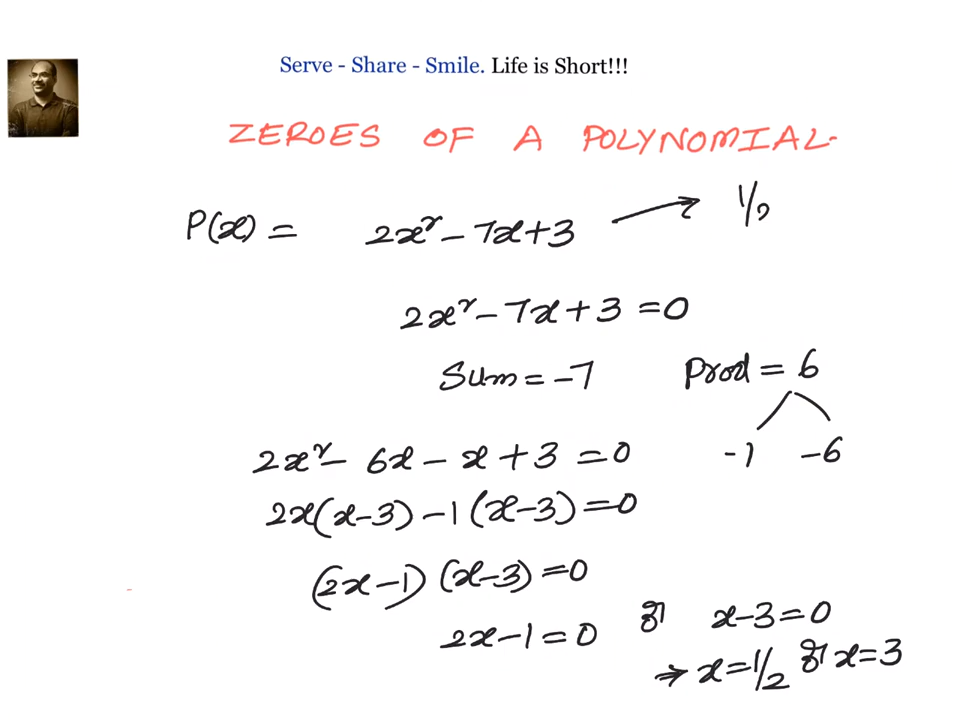 Serve - Share - Smile. Life is Short!!!
ZEROES OF A POLYNOMIAL
P(x) = 2x² - 7x + 3 → 1/2
2x² - 7x + 3 = 0
Sum = -7 Prod = 6
-1 -6
2x² - 6x - x + 3 = 0
2x(x-3) - 1(x-3) = 0
(2x-1) (x-3) = 0
2x - 1 = 0 or x - 3 = 0
⇒ x = 1/2 or x = 3